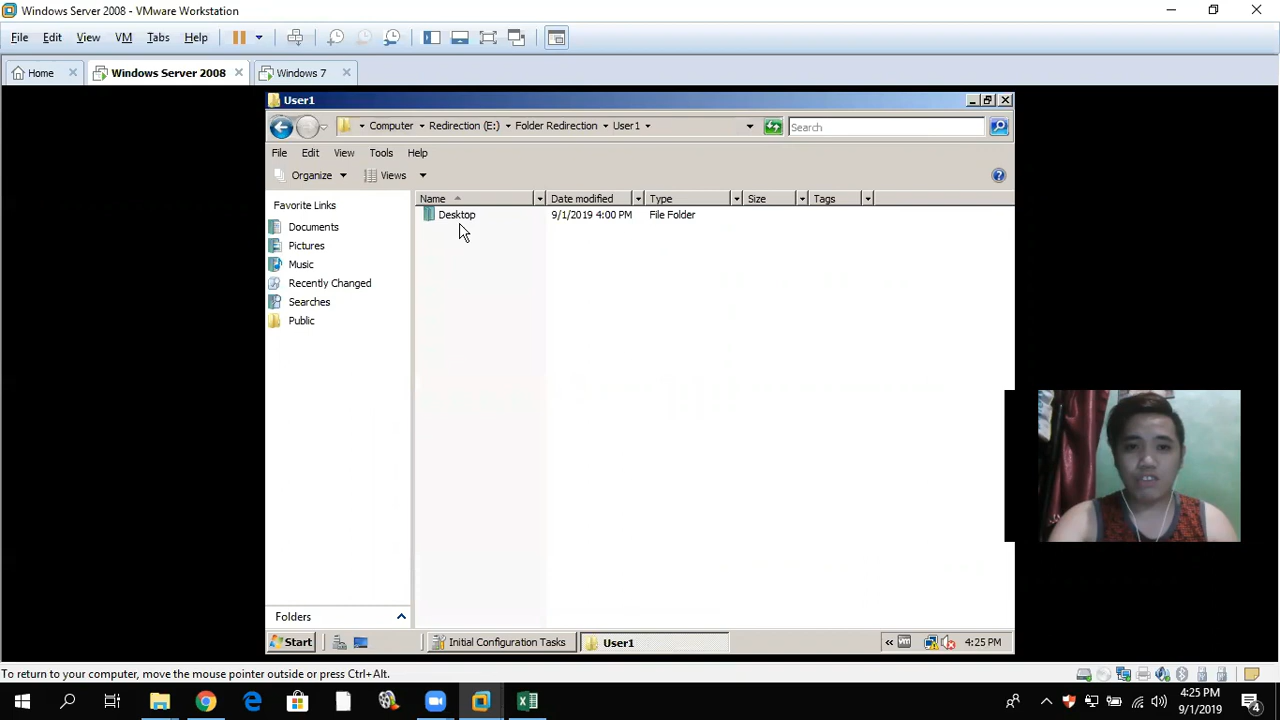 Windows Server 2008 - VMware Workstation
File Edit View VM Tabs Help
Home Windows Server 2008 Windows 7
User1
Computer Redirection (E:) Folder Redirection User1 Search
File Edit View Tools Help
Organize Views
Favorite Links
Documents
Pictures
Music
Recently Changed
Searches
Public
Folders
Name Date modified Type Size Tags
Desktop 9/1/2019 4:00 PM File Folder
Start Initial Configuration Tasks User1 4:25 PM
To return to your computer, move the mouse pointer outside or press Ctrl+Alt.
4:25 PM
9/1/2019
4